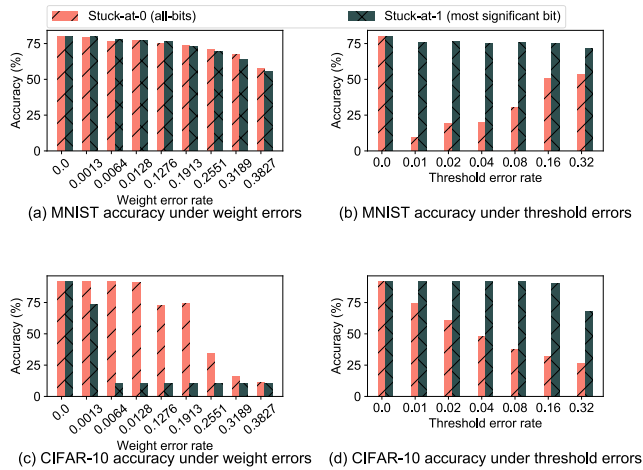 Stuck-at-0 (all-bits) Stuck-at-1 (most significant bit)
Accuracy (%)
75
50
25
0
0.0 0.0013 0.0064 0.0128 0.1276 0.1913 0.2551 0.3189 0.3827
Weight error rate
(a) MNIST accuracy under weight errors
Accuracy (%)
75
50
25
0
0.0 0.01 0.02 0.04 0.08 0.16 0.32
Threshold error rate
(b) MNIST accuracy under threshold errors
Accuracy (%)
75
50
25
0
0.0 0.0013 0.0064 0.0128 0.1276 0.1913 0.2551 0.3189 0.3827
Weight error rate
(c) CIFAR-10 accuracy under weight errors
Accuracy (%)
75
50
25
0
0.0 0.01 0.02 0.04 0.08 0.16 0.32
Threshold error rate
(d) CIFAR-10 accuracy under threshold errors